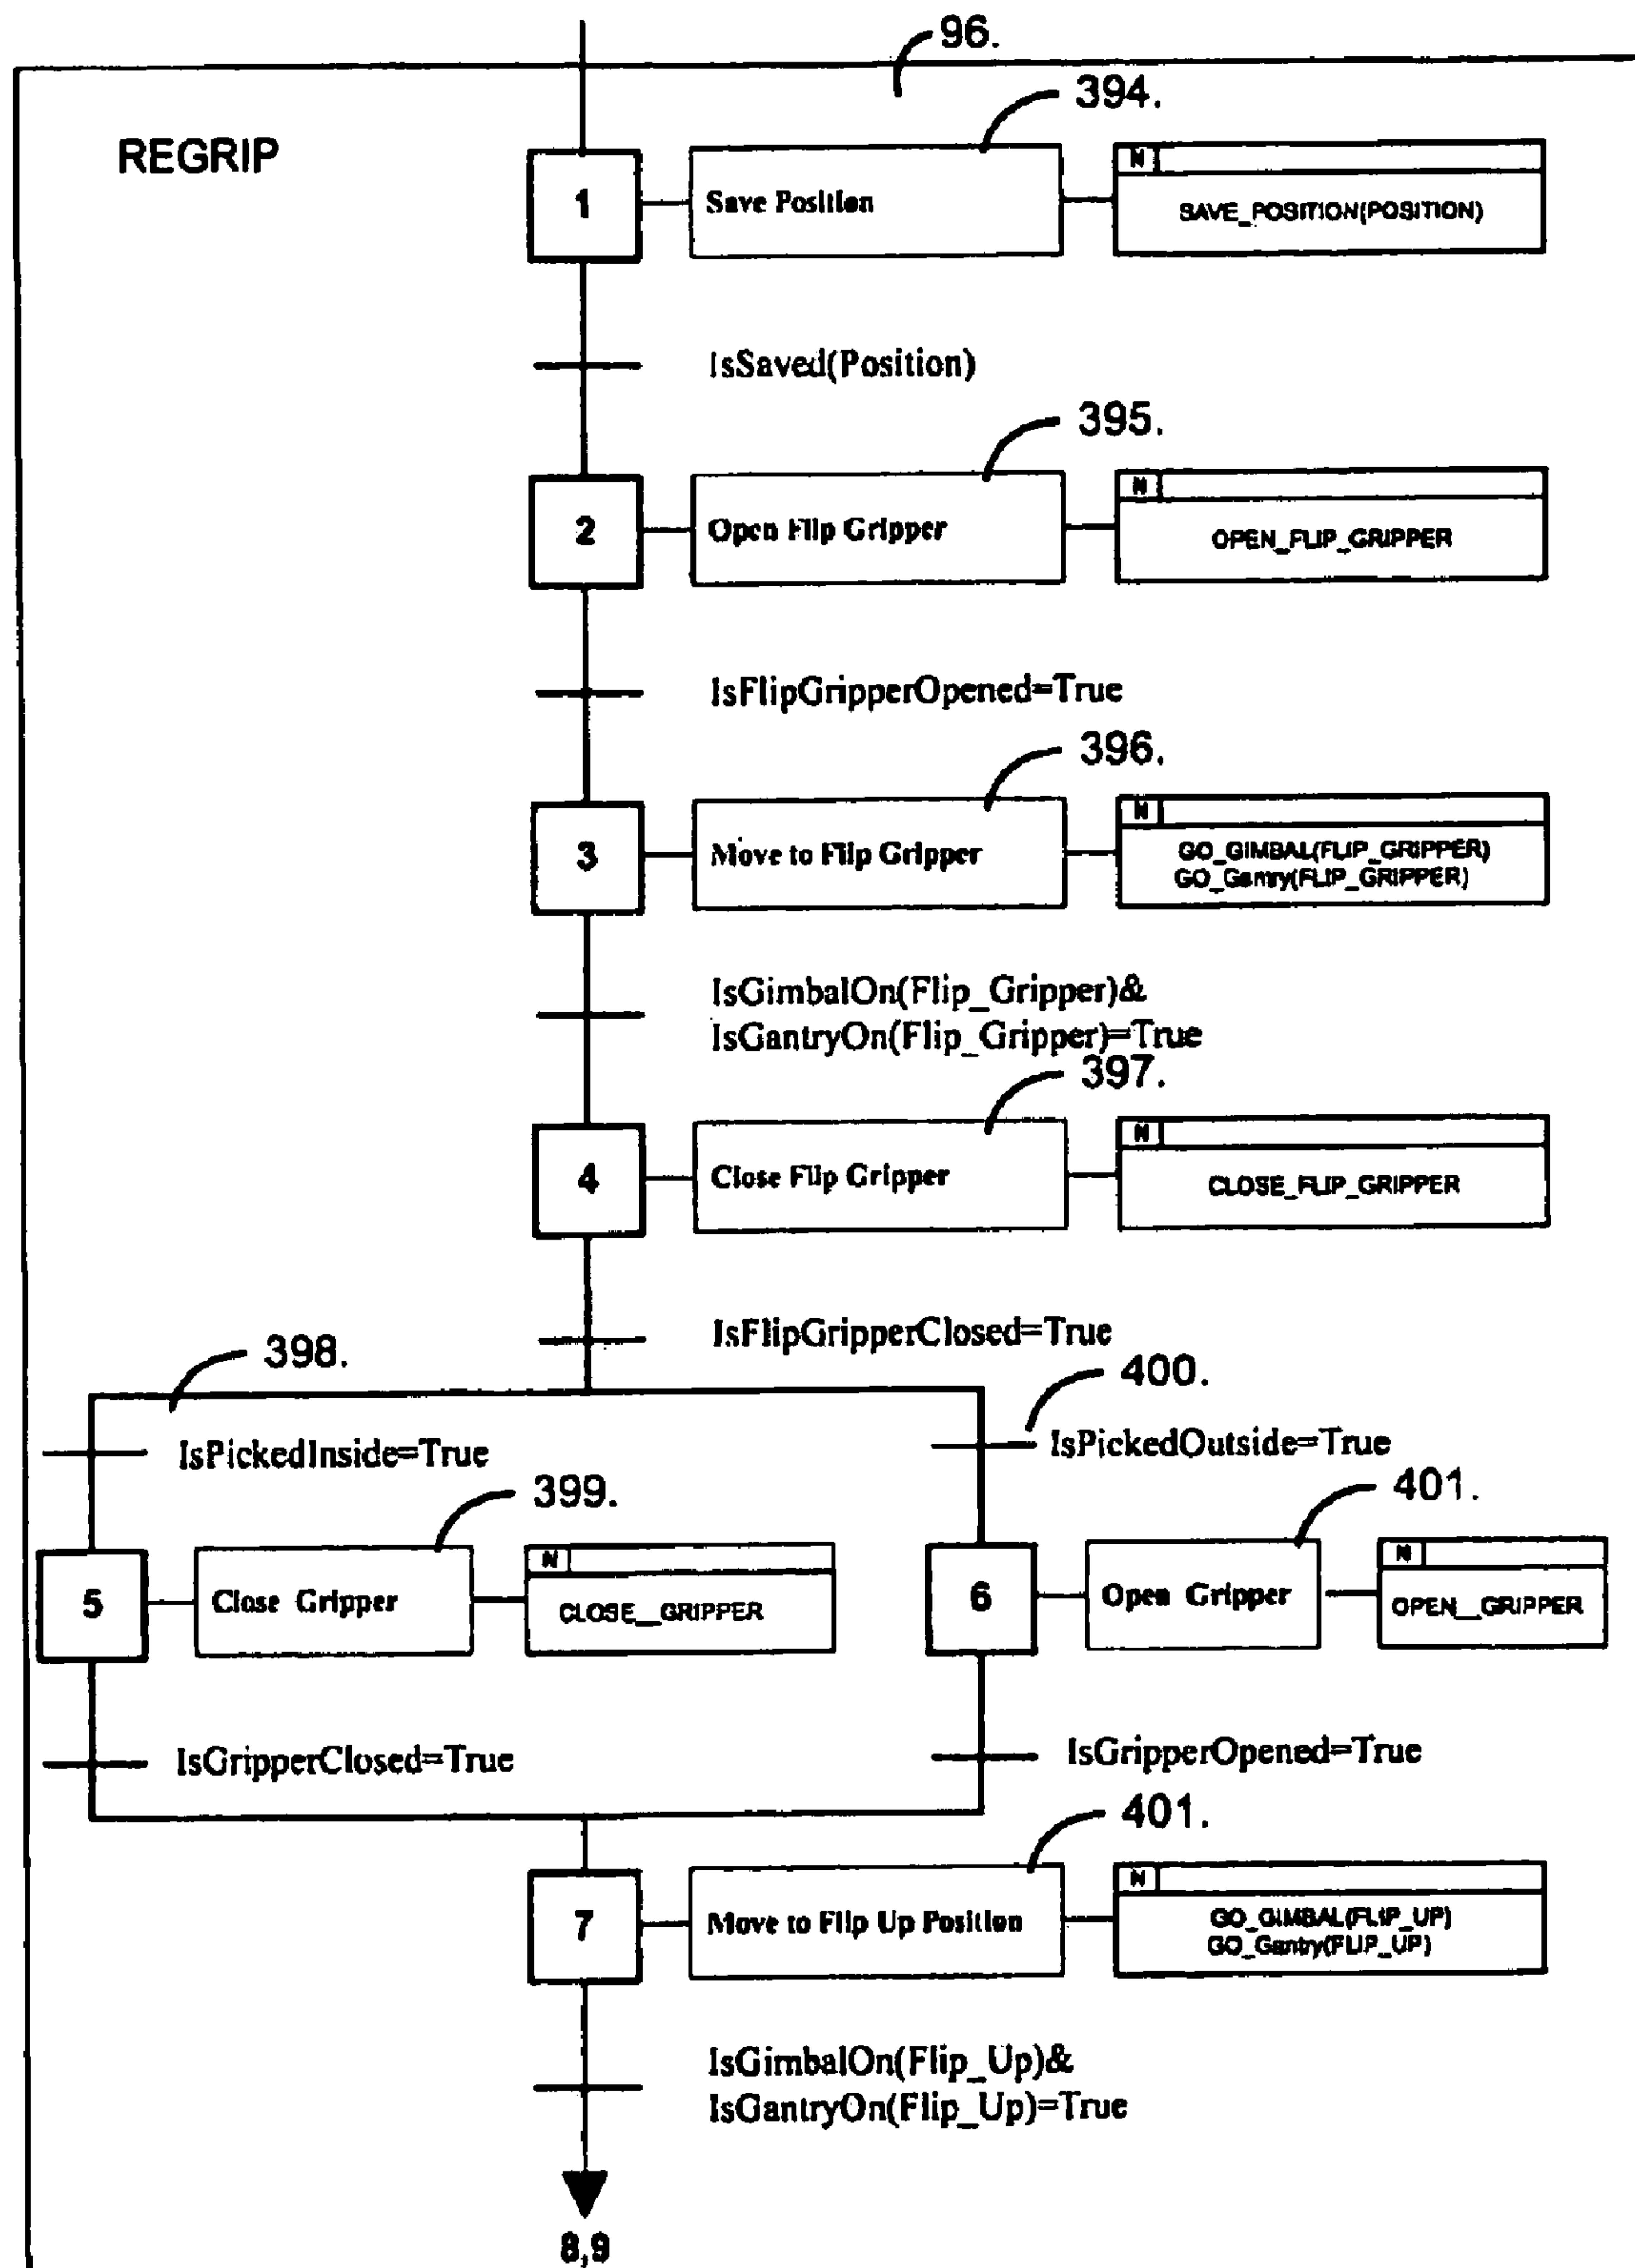 96.
394.
REGRIP
1
Save Position
N
SAVE_POSITION(POSITION)
IsSaved(Position)
395.
2
Open Flip Gripper
N
OPEN_FLIP_GRIPPER
IsFlipGripperOpened=True
396.
3
Move to Flip Gripper
N
GO_GIMBAL(FLIP_GRIPPER)
GO_Gantry(FLIP_GRIPPER)
IsGimbalOn(Flip_Gripper)&
IsGantryOn(Flip_Gripper)=True
397.
4
Close Flip Gripper
N
CLOSE_FLIP_GRIPPER
IsFlipGripperClosed=True
398.
400.
IsPickedInside=True
IsPickedOutside=True
399.
401.
5
Close Gripper
N
CLOSE__GRIPPER
6
Open Gripper
N
OPEN__GRIPPER
IsGripperClosed=True
IsGripperOpened=True
401.
7
Move to Flip Up Position
N
GO_GIMBAL(FLIP_UP)
GO_Gantry(FLIP_UP)
IsGimbalOn(Flip_Up)&
IsGantryOn(Flip_Up)=True
8,9